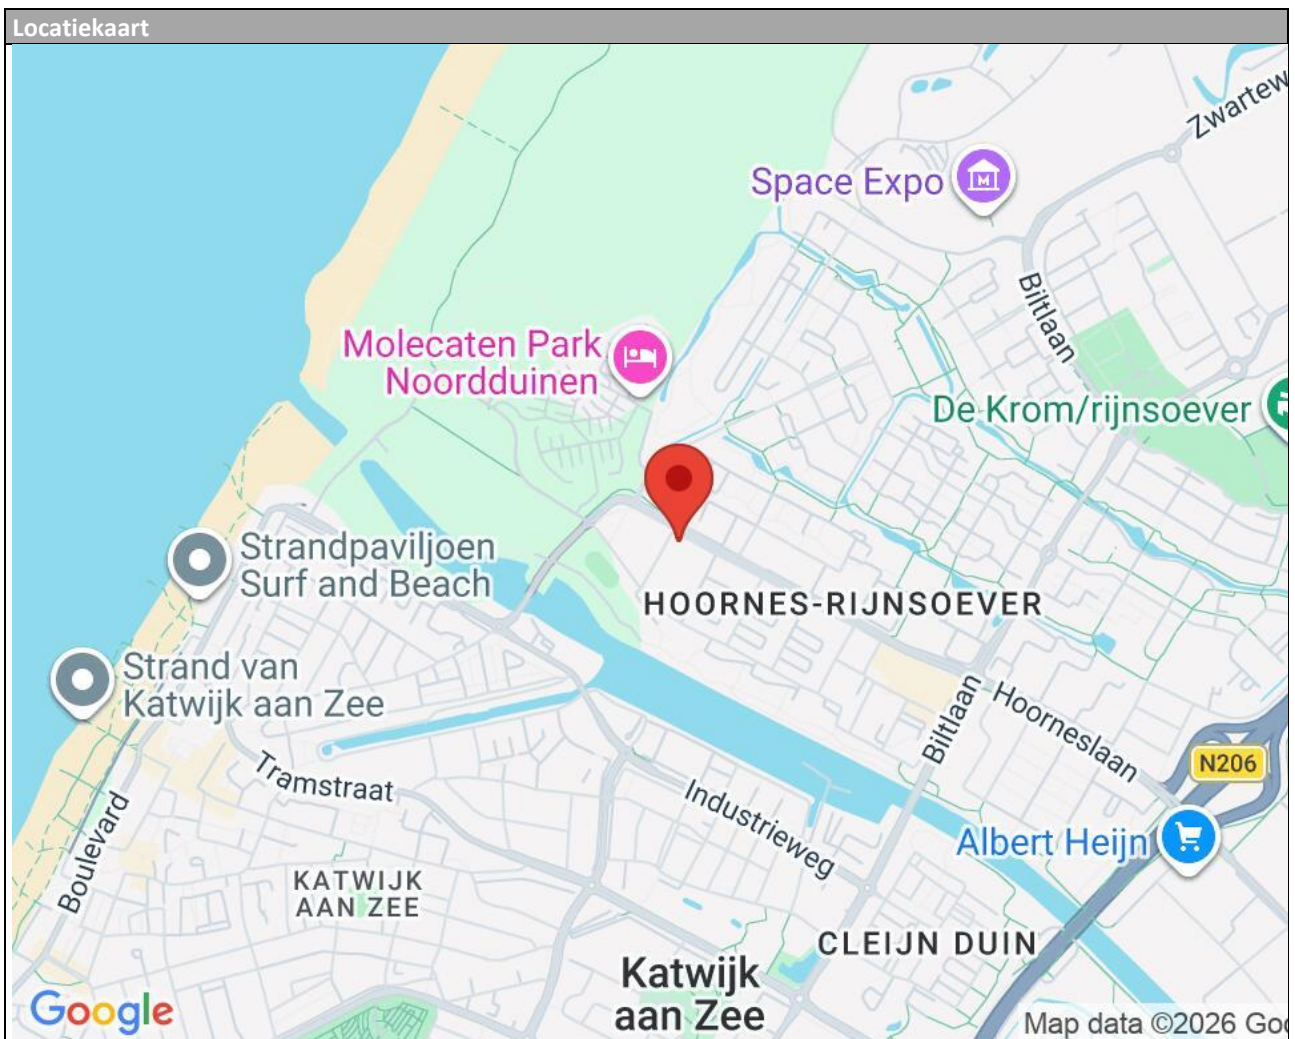 Locatiekaart
Zwartew
Space Expo
Biltlaan
Molecaten Park
Noordduinen
De Krom/rijnsoever
Strandpaviljoen
Surf and Beach
HOORNES-RIJNSOEVER
Strand van
Katwijk aan Zee
Biltlaan
Hoorneslaan
N206
Tramstraat
Industrieweg
Boulevard
Albert Heijn
KATWIJK
AAN ZEE
CLEIJN DUIN
Katwijk
aan Zee
Google
Map data ©2026 Goo